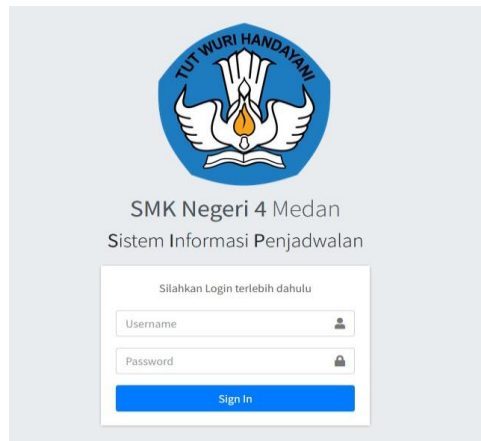 TUT WURI HANDAYANI
SMK Negeri 4 Medan
Sistem Informasi Penjadwalan
Silahkan Login terlebih dahulu
Username
Password
Sign In